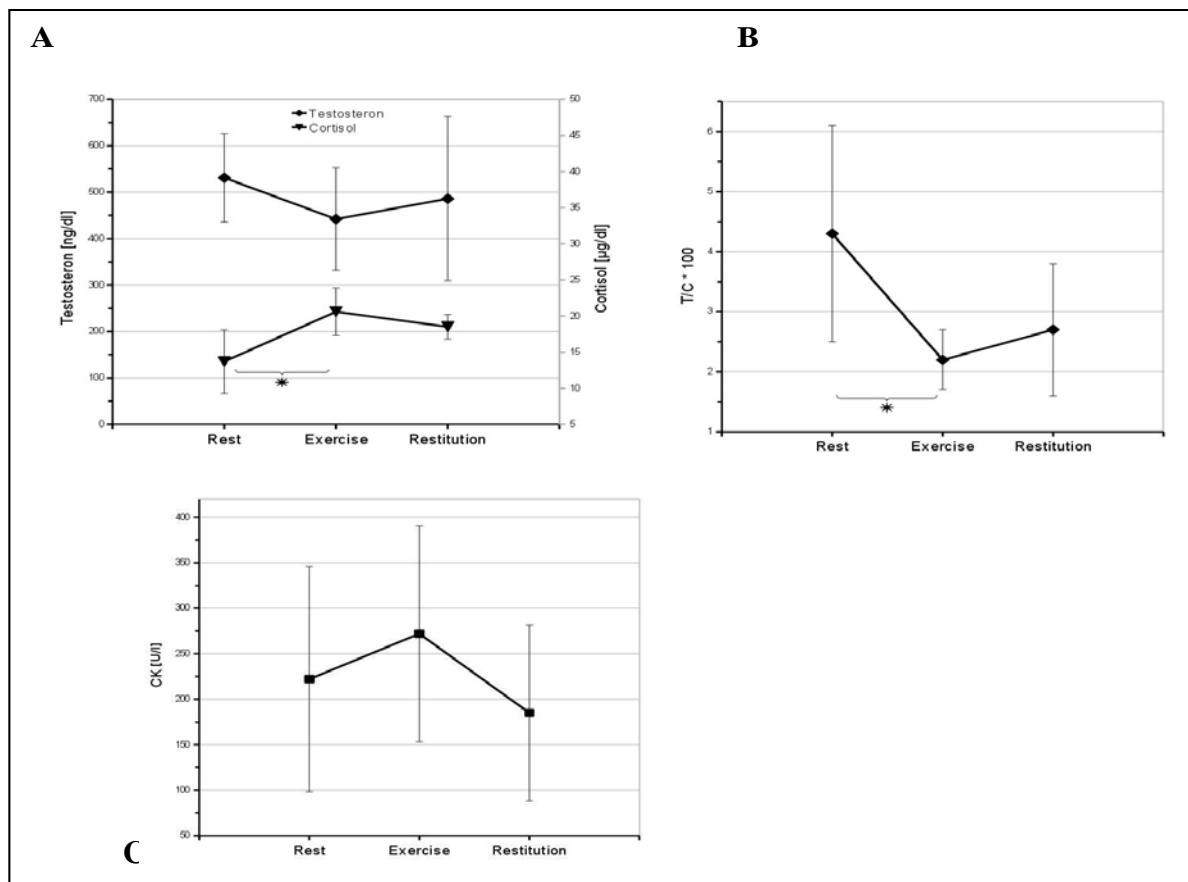 A
B
Testosteron [ng/dl]
700
600
500
400
300
200
100
0
Testosteron
Cortisol
50
45
40
35
30
25
20
15
10
5
Cortisol [µg/dl]
Rest Exercise Restitution
T/C * 100
6
5
4
3
2
1
Rest Exercise Restitution
CK [U/l]
400
350
300
250
200
150
100
50
Rest Exercise Restitution
C